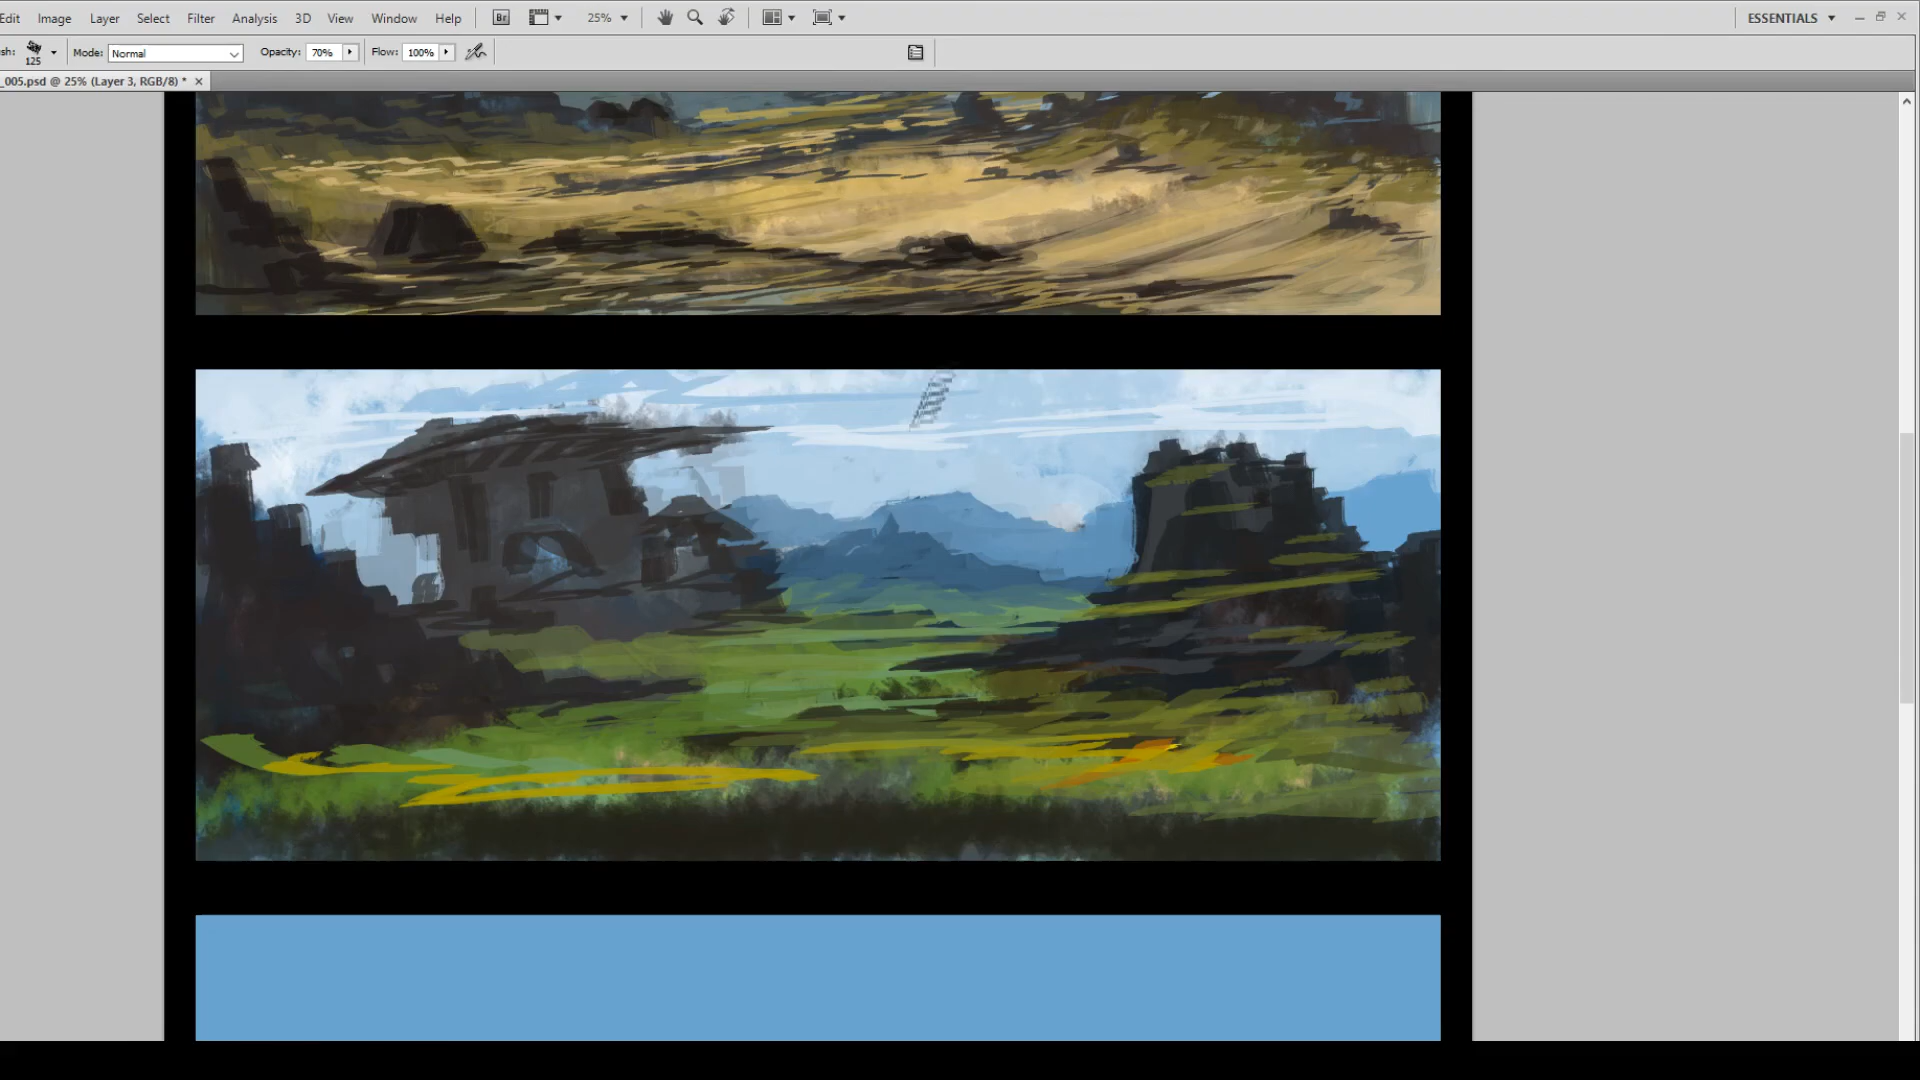 Edit Image Layer Select Filter Analysis 3D View Window Help Br 25% ESSENTIALS
sh: 125 Mode: Normal Opacity: 70% Flow: 100%
_005.psd @ 25% (Layer 3, RGB/8) *